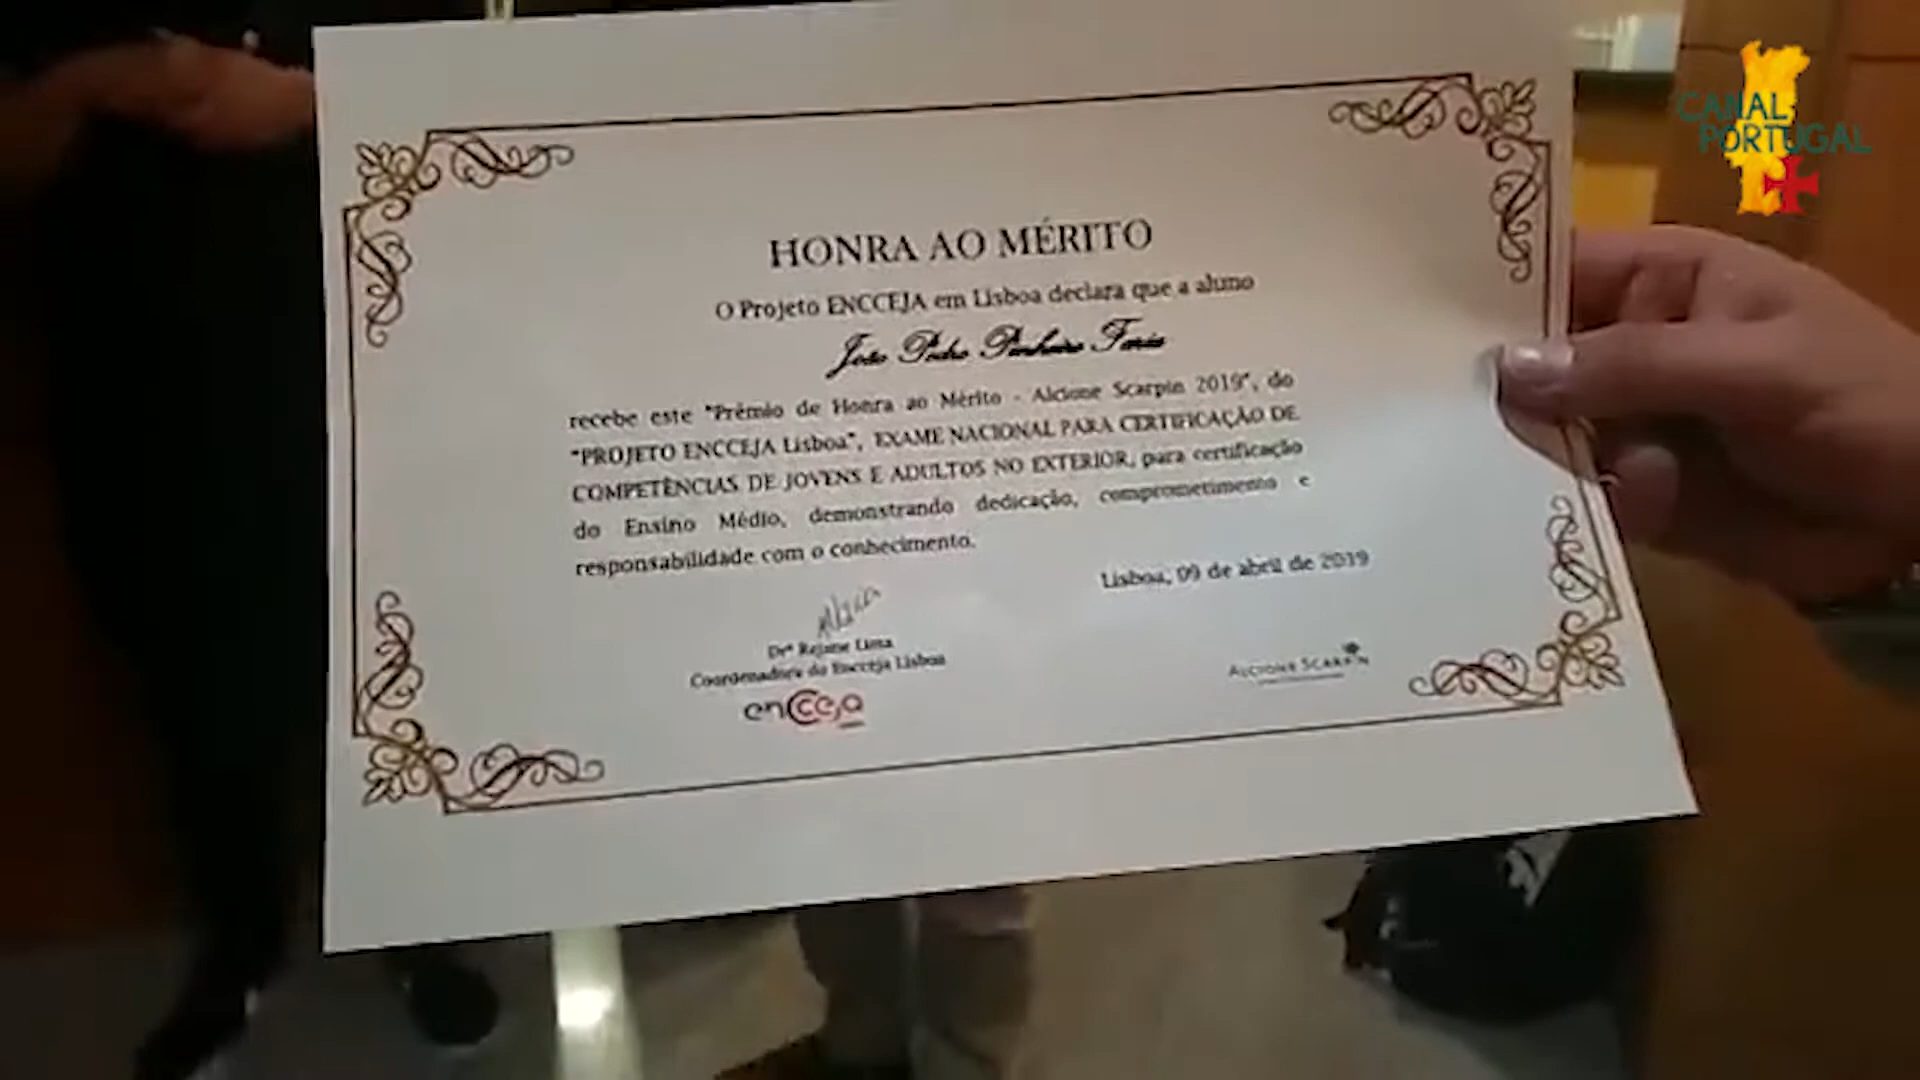 CANAL
PORTUGAL
HONRA AO MÉRITO
O Projeto ENCCEJA em Lisboa declara que a aluno
João Pedro Pinheiro Faria
recebe este "Prêmio de Honra ao Mérito - Alcione Scarpin 2019", do
"PROJETO ENCCEJA Lisboa", EXAME NACIONAL PARA CERTIFICAÇÃO DE
COMPETÊNCIAS DE JOVENS E ADULTOS NO EXTERIOR, para certificação
do Ensino Médio, demonstrando dedicação, comprometimento e
responsabilidade com o conhecimento.
Lisboa, 09 de abril de 2019
Drª Rejane Lima
Coordenadora do Encceja Lisboa
encceja
ALCIONE SCARPIN